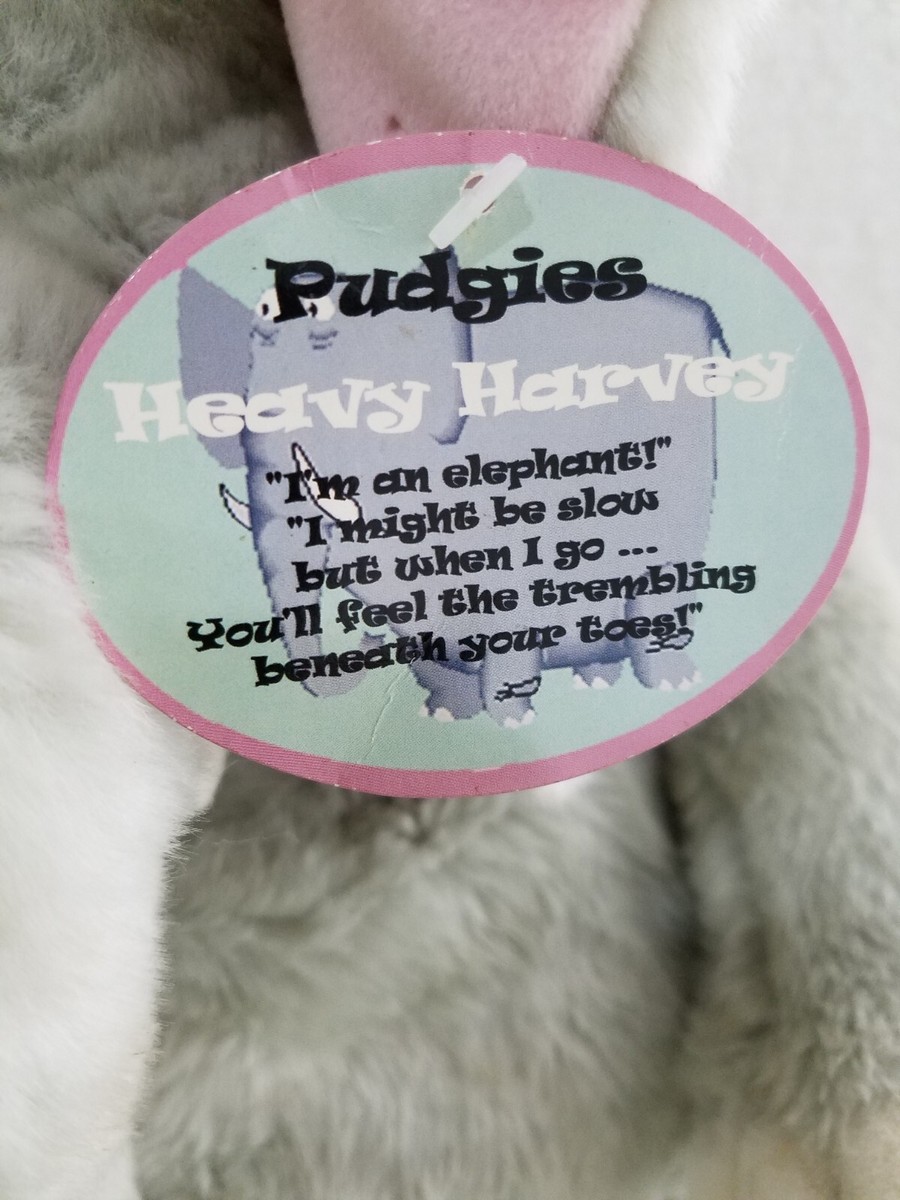 Pudgies
Heavy Harvey
"I'm an elephant!"
"I might be slow
but when I go ...
You'll feel the trembling
beneath your toes!"